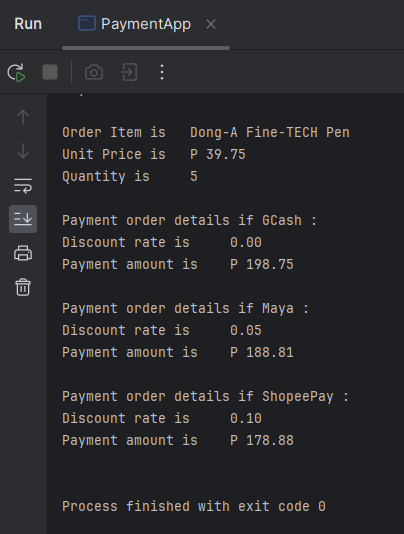 Run
PaymentApp
Order Item is   Dong-A Fine-TECH Pen
Unit Price is   P 39.75
Quantity is     5
Payment order details if GCash :
Discount rate is     0.00
Payment amount is    P 198.75
Payment order details if Maya :
Discount rate is     0.05
Payment amount is    P 188.81
Payment order details if ShopeePay :
Discount rate is     0.10
Payment amount is    P 178.88
Process finished with exit code 0